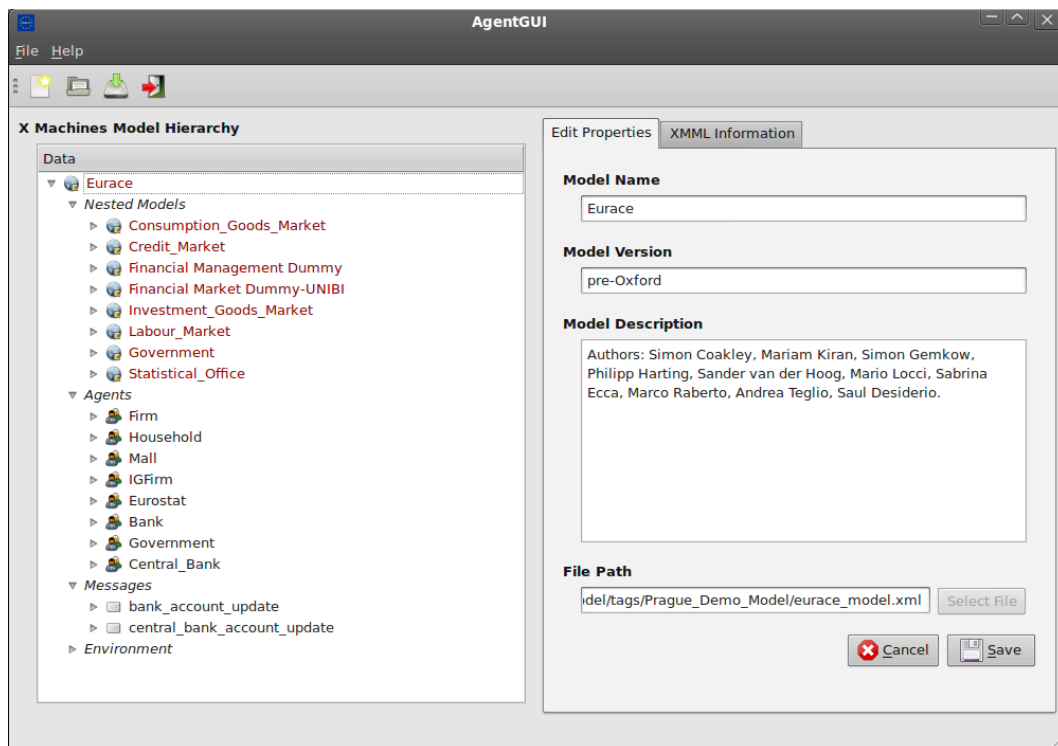 AgentGUI
File Help
X Machines Model Hierarchy
Data
Eurace
Nested Models
Consumption_Goods_Market
Credit_Market
Financial Management Dummy
Financial Market Dummy-UNIBI
Investment_Goods_Market
Labour_Market
Government
Statistical_Office
Agents
Firm
Household
Mall
IGFirm
Eurostat
Bank
Government
Central_Bank
Messages
bank_account_update
central_bank_account_update
Environment
Edit Properties XMML Information
Model Name
Eurace
Model Version
pre-Oxford
Model Description
Authors: Simon Coakley, Mariam Kiran, Simon Gemkow,
Philipp Harting, Sander van der Hoog, Mario Locci, Sabrina
Ecca, Marco Raberto, Andrea Teglio, Saul Desiderio.
File Path
del/tags/Prague_Demo_Model/eurace_model.xml Select File
Cancel Save